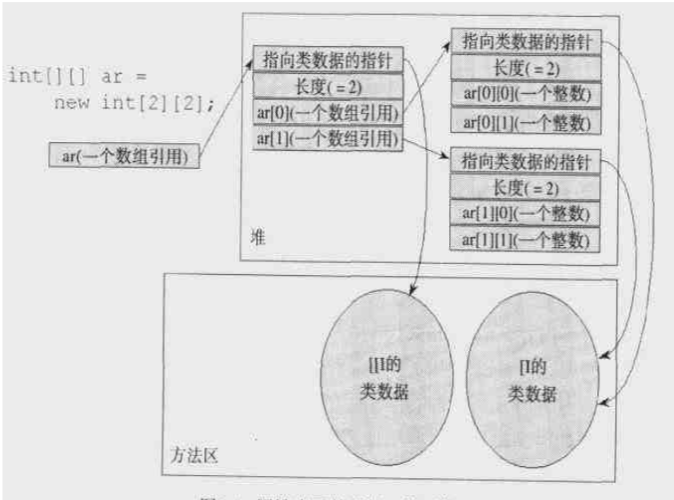 int[][] ar =
new int[2][2];
ar(一个数组引用)
指向类数据的指针
长度(=2)
ar[0](一个数组引用)
ar[1](一个数组引用)
指向类数据的指针
长度(=2)
ar[0][0](一个整数)
ar[0][1](一个整数)
指向类数据的指针
长度(=2)
ar[1][0](一个整数)
ar[1][1](一个整数)
堆
[[I的
类数据
[I的
类数据
方法区